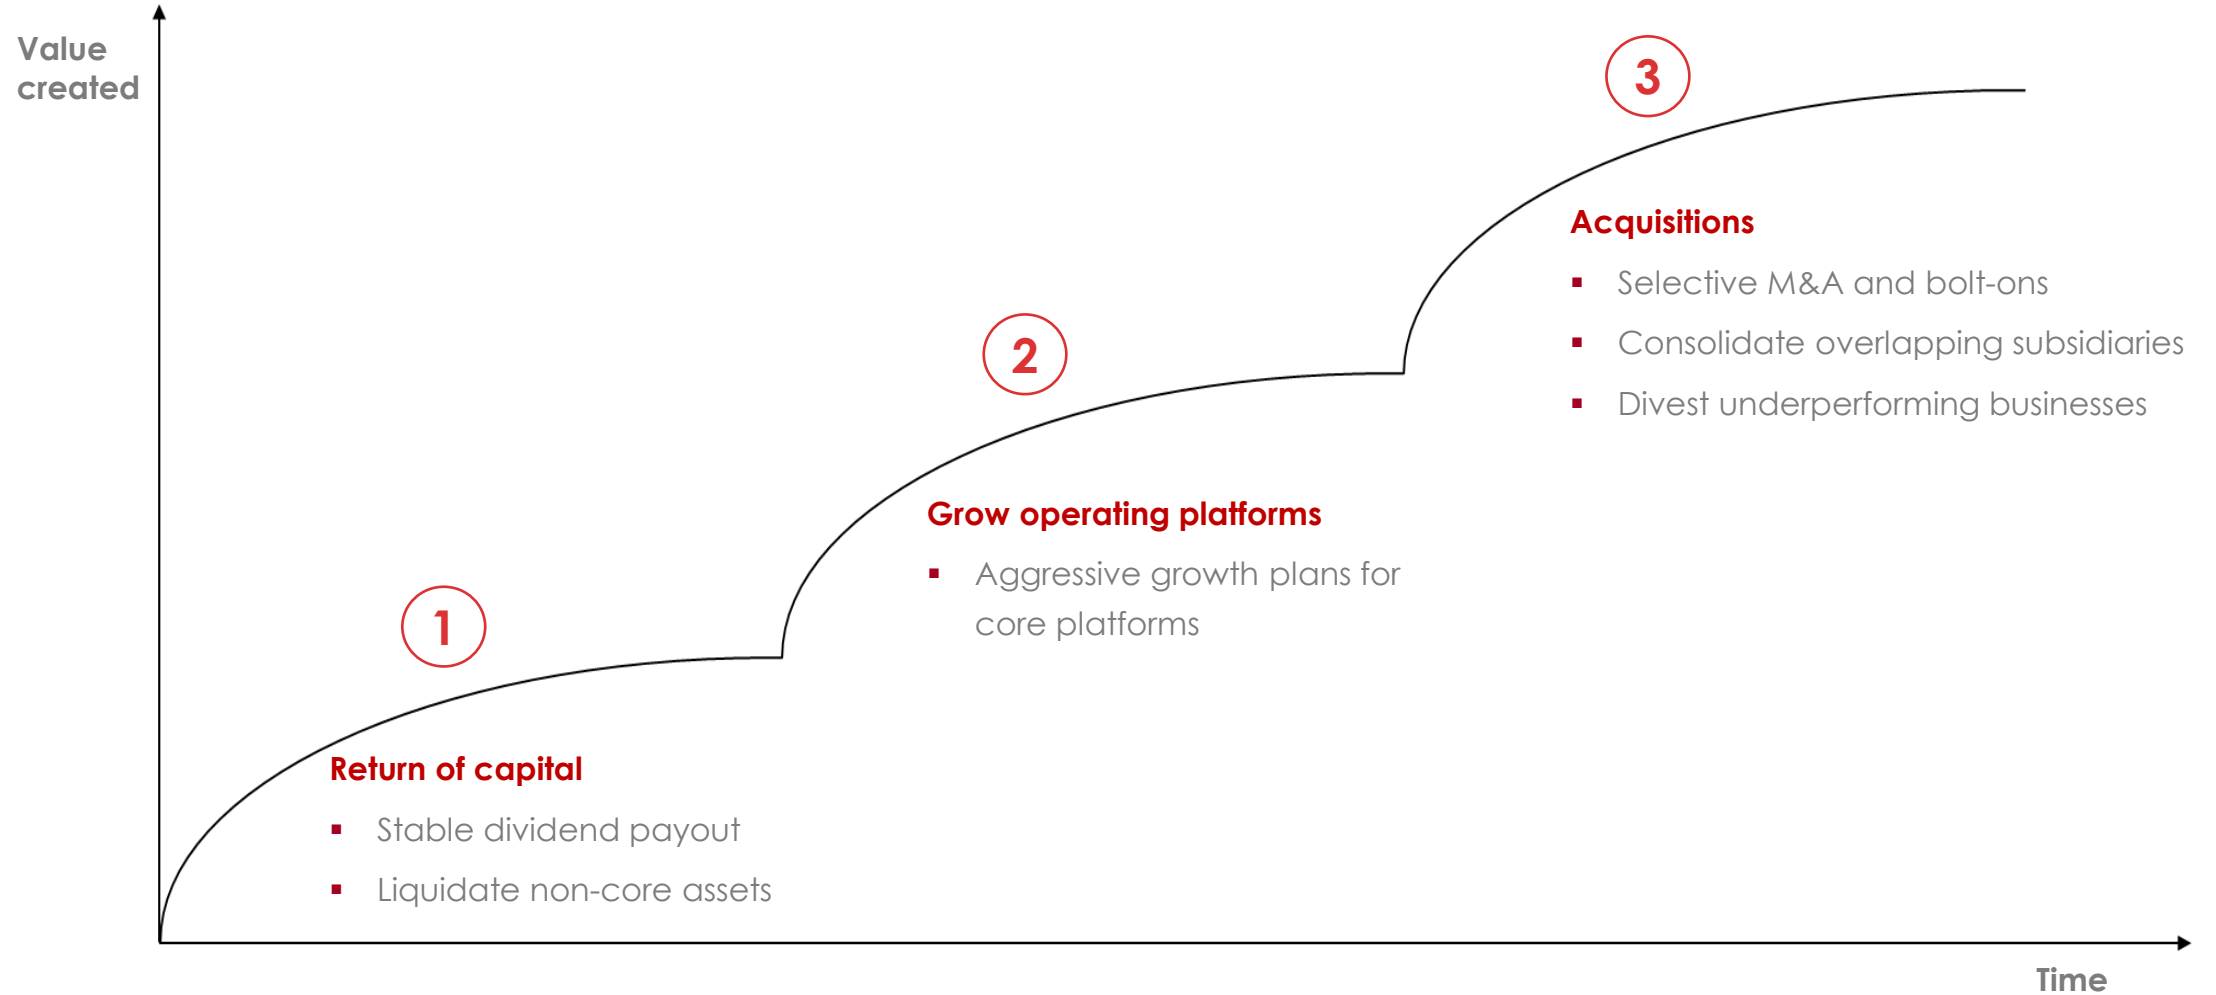 Value
created
1
Return of capital
▪ Stable dividend payout
▪ Liquidate non-core assets
2
Grow operating platforms
▪ Aggressive growth plans for
core platforms
3
Acquisitions
▪ Selective M&A and bolt-ons
▪ Consolidate overlapping subsidiaries
▪ Divest underperforming businesses
Time